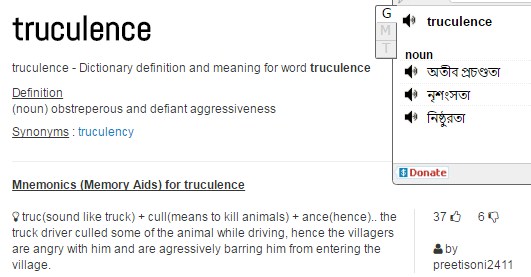 truculence
truculence - Dictionary definition and meaning for word truculence
Definition
(noun) obstreperous and defiant aggressiveness
Synonyms : truculency
Mnemonics (Memory Aids) for truculence
truc(sound like truck) + cull(means to kill animals) + ance(hence).. the
truck driver culled some of the animal while driving, hence the villagers
are angry with him and are agressively barring him from entering the
village.
37 6
by
preetisoni2411
G
M
T
truculence
noun
অতীব প্রচণ্ডতা
নৃশংসতা
নিষ্ঠুরতা
$ Donate